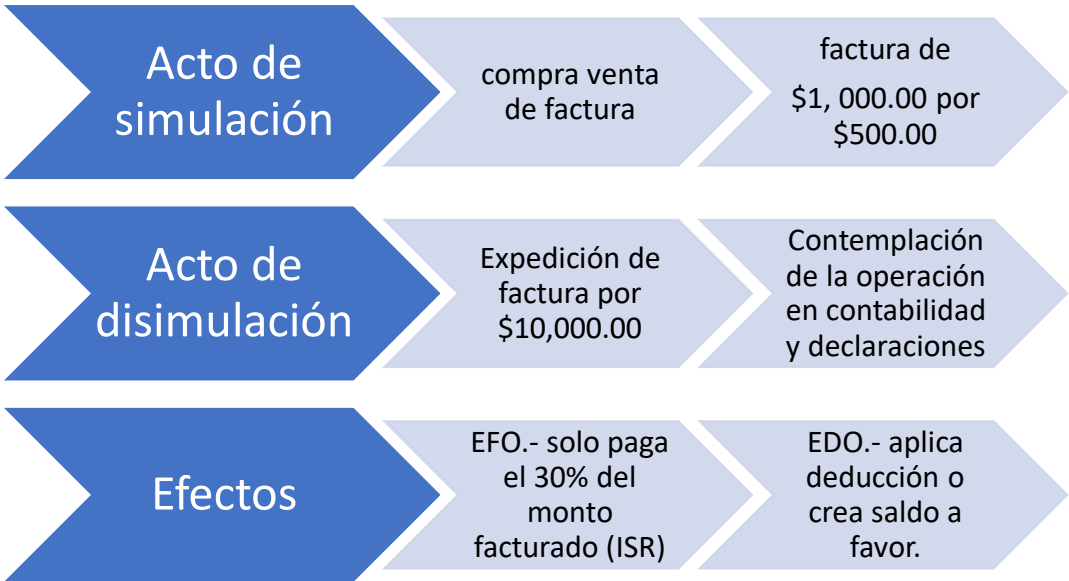 Acto de
simulación
compra venta
de factura
factura de
$1, 000.00 por
$500.00
Acto de
disimulación
Expedición de
factura por
$10,000.00
Contemplación
de la operación
en contabilidad
y declaraciones
Efectos
EFO.- solo paga
el 30% del
monto
facturado (ISR)
EDO.- aplica
deducción o
crea saldo a
favor.